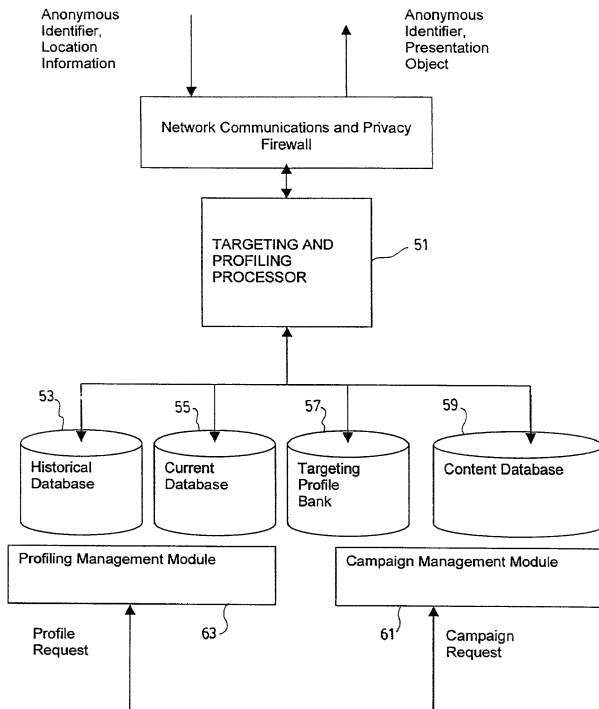 Anonymous
Identifier,
Location
Information
Anonymous
Identifier,
Presentation
Object
Network Communications and Privacy
Firewall
TARGETING AND
PROFILING
PROCESSOR
51
53
55
57
59
Historical
Database
Current
Database
Targeting
Profile
Bank
Content Database
Profiling Management Module
Campaign Management Module
63
61
Profile
Request
Campaign
Request